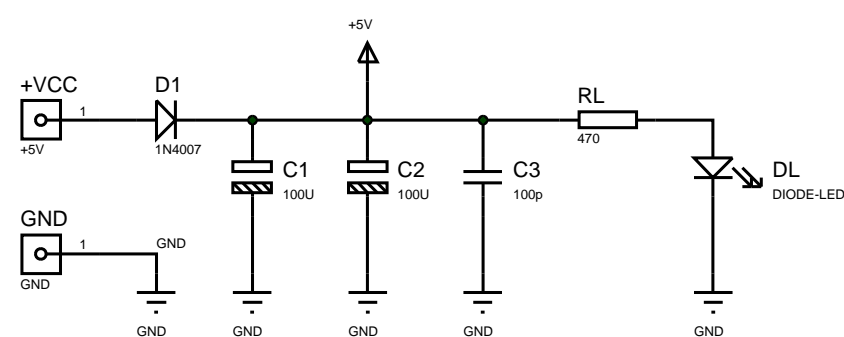 +5V
+VCC
1
+5V
D1
1N4007
C1
100U
C2
100U
C3
100p
RL
470
DL
DIODE-LED
GND
1
GND
GND
GND
GND
GND
GND
GND